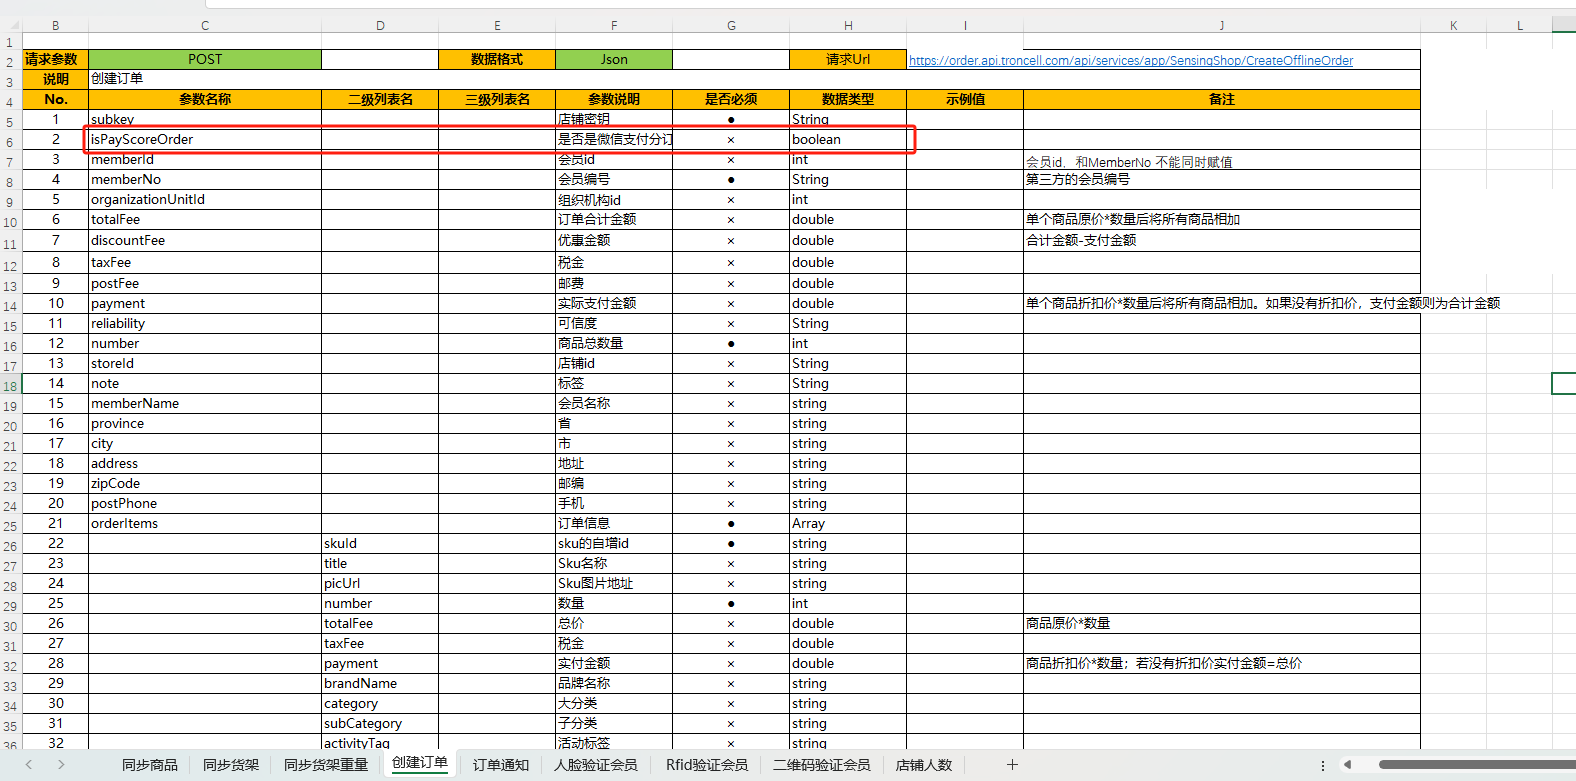 B C D E F G H I J K L
1
2 请求参数 POST 数据格式 Json 请求Url https://order.api.troncell.com/api/services/app/SensingShop/CreateOfflineOrder
3 说明 创建订单
4 No. 参数名称 二级列表名 三级列表名 参数说明 是否必须 数据类型 示例值 备注
5 1 subkey 店铺密钥 ● String
6 2 isPayScoreOrder 是否是微信支付分订 × boolean
7 3 memberId 会员id × int 会员id，和MemberNo 不能同时赋值
8 4 memberNo 会员编号 ● String 第三方的会员编号
9 5 organizationUnitId 组织机构id × int
10 6 totalFee 订单合计金额 × double 单个商品原价*数量后将所有商品相加
11 7 discountFee 优惠金额 × double 合计金额-支付金额
12 8 taxFee 税金 × double
13 9 postFee 邮费 × double
14 10 payment 实际支付金额 × double 单个商品折扣价*数量后将所有商品相加。如果没有折扣价，支付金额则为合计金额
15 11 reliability 可信度 × String
16 12 number 商品总数量 ● int
17 13 storeId 店铺id × String
18 14 note 标签 × String
19 15 memberName 会员名称 × string
20 16 province 省 × string
21 17 city 市 × string
22 18 address 地址 × string
23 19 zipCode 邮编 × string
24 20 postPhone 手机 × string
25 21 orderItems 订单信息 ● Array
26 22 skuId sku的自增id ● string
27 23 title Sku名称 × string
28 24 picUrl Sku图片地址 × string
29 25 number 数量 ● int
30 26 totalFee 总价 × double 商品原价*数量
31 27 taxFee 税金 × double
32 28 payment 实付金额 × double 商品折扣价*数量；若没有折扣价实付金额=总价
33 29 brandName 品牌名称 × string
34 30 category 大分类 × string
35 31 subCategory 子分类 × string
36 32 activityTag 活动标签 × string
同步商品 同步货架 同步货架重量 创建订单 订单通知 人脸验证会员 Rfid验证会员 二维码验证会员 店铺人数 +